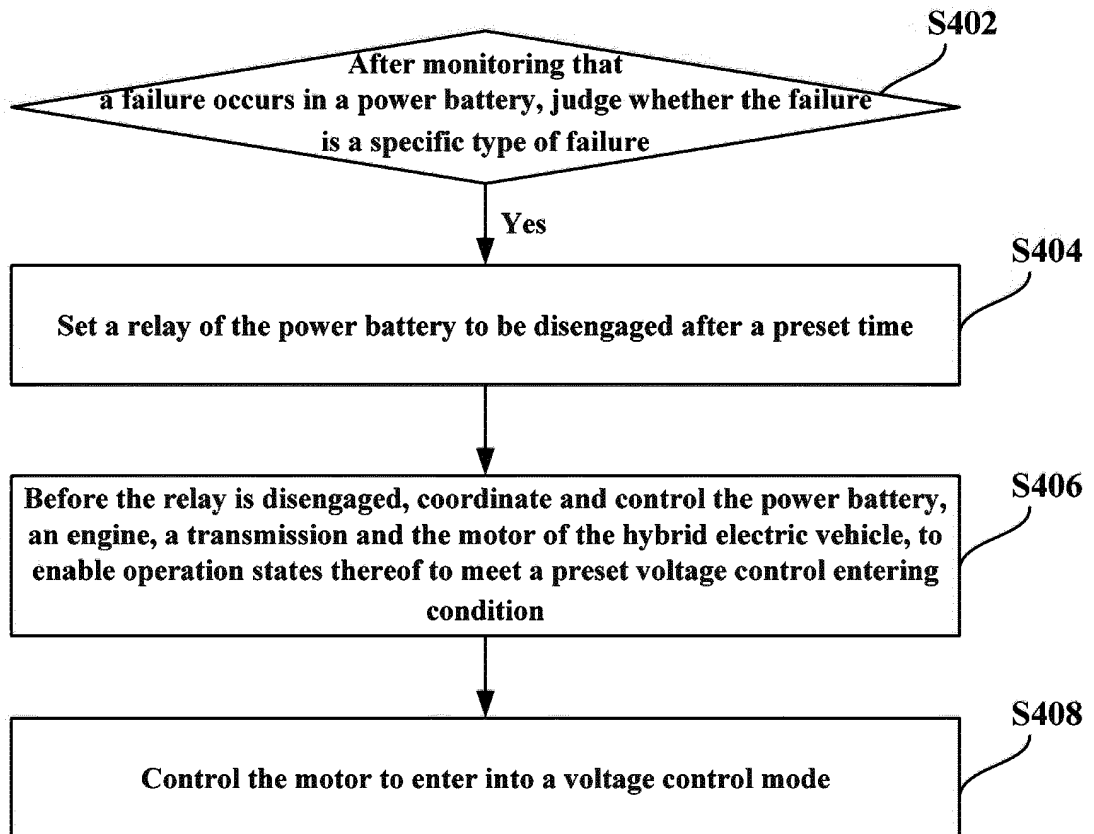 S402
After monitoring that
a failure occurs in a power battery, judge whether the failure
is a specific type of failure
Yes
S404
Set a relay of the power battery to be disengaged after a preset time
S406
Before the relay is disengaged, coordinate and control the power battery,
an engine, a transmission and the motor of the hybrid electric vehicle, to
enable operation states thereof to meet a preset voltage control entering
condition
S408
Control the motor to enter into a voltage control mode